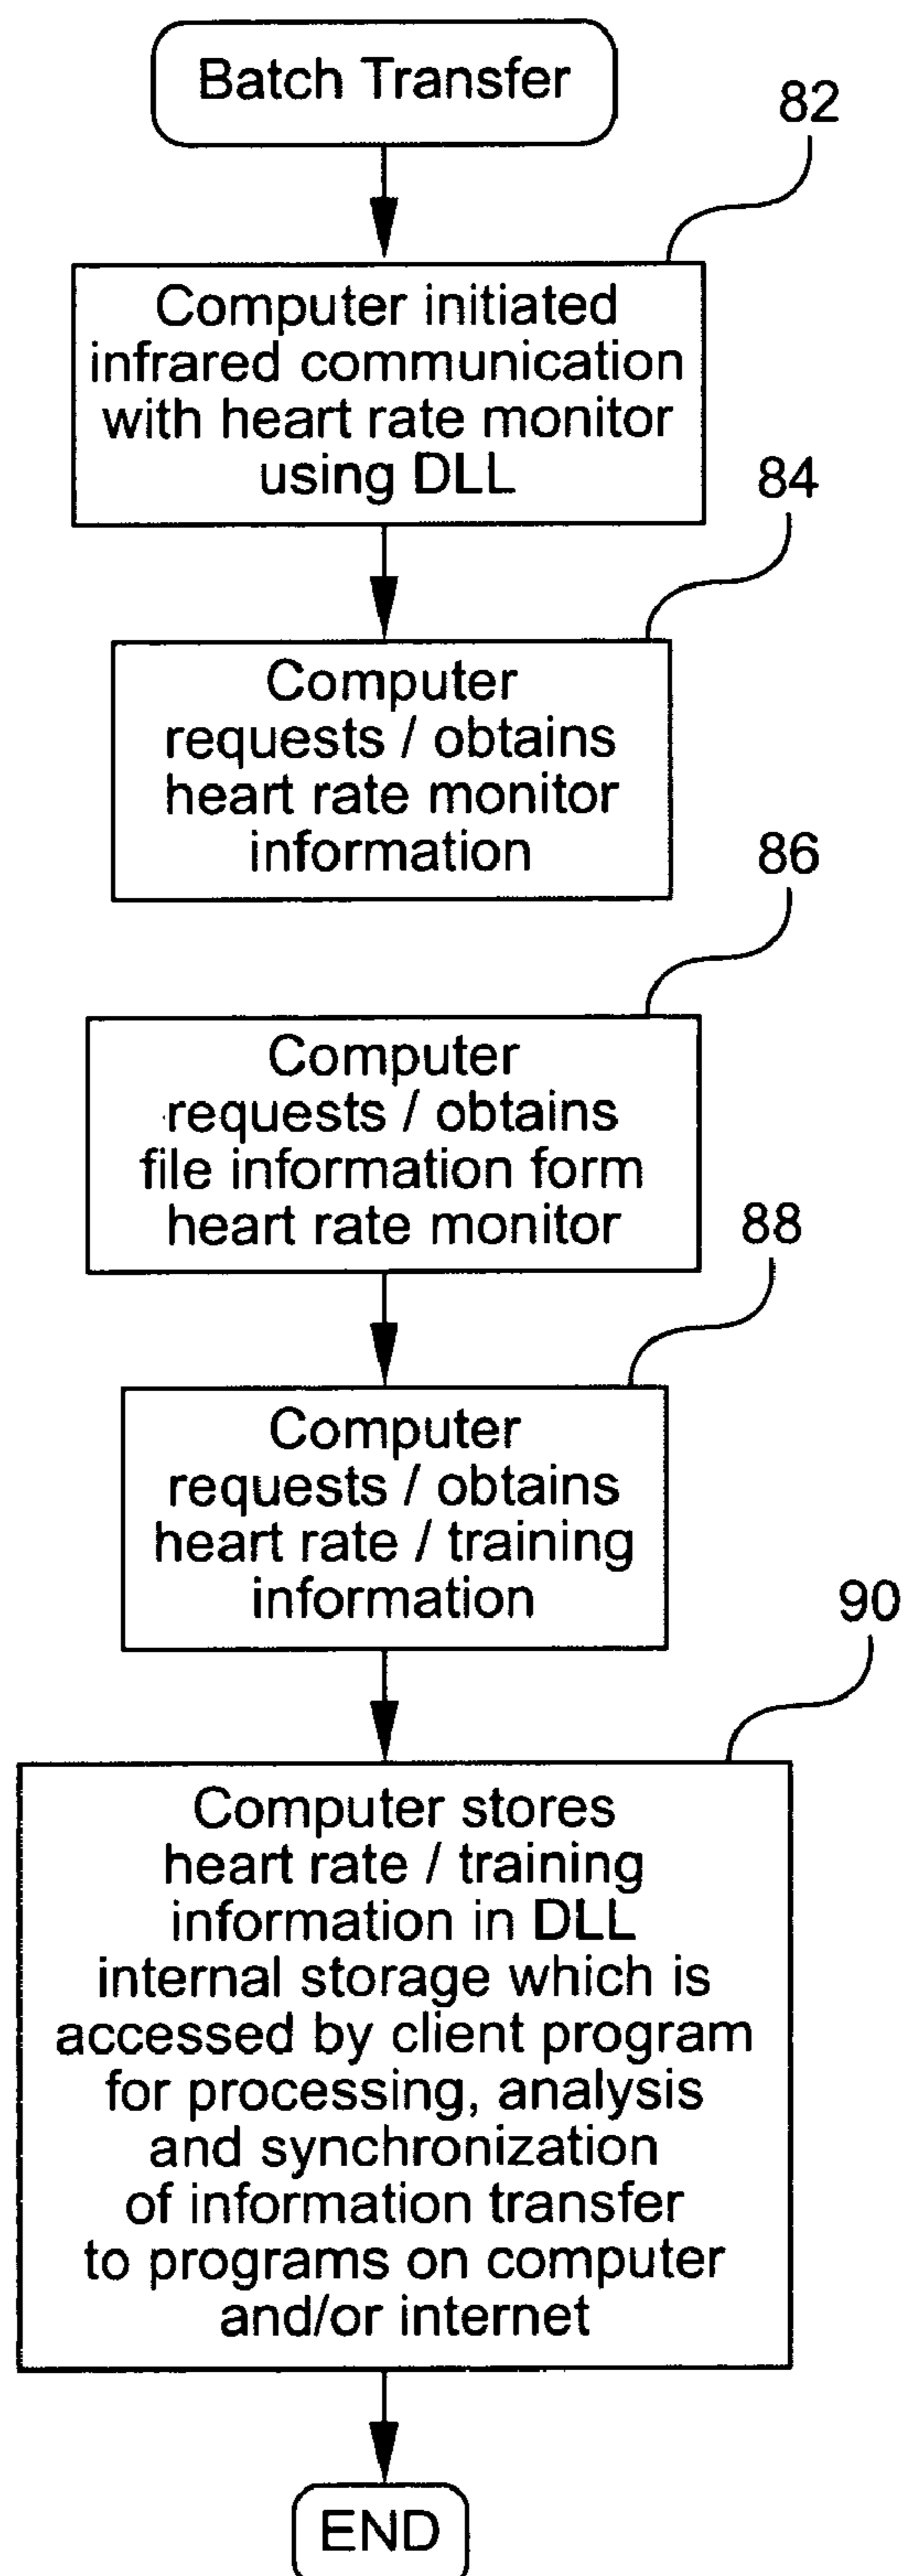 Batch Transfer
82
Computer initiated
infrared communication
with heart rate monitor
using DLL
84
Computer
requests / obtains
heart rate monitor
information
86
Computer
requests / obtains
file information form
heart rate monitor
88
Computer
requests / obtains
heart rate / training
information
90
Computer stores
heart rate / training
information in DLL
internal storage which is
accessed by client program
for processing, analysis
and synchronization
of information transfer
to programs on computer
and/or internet
END